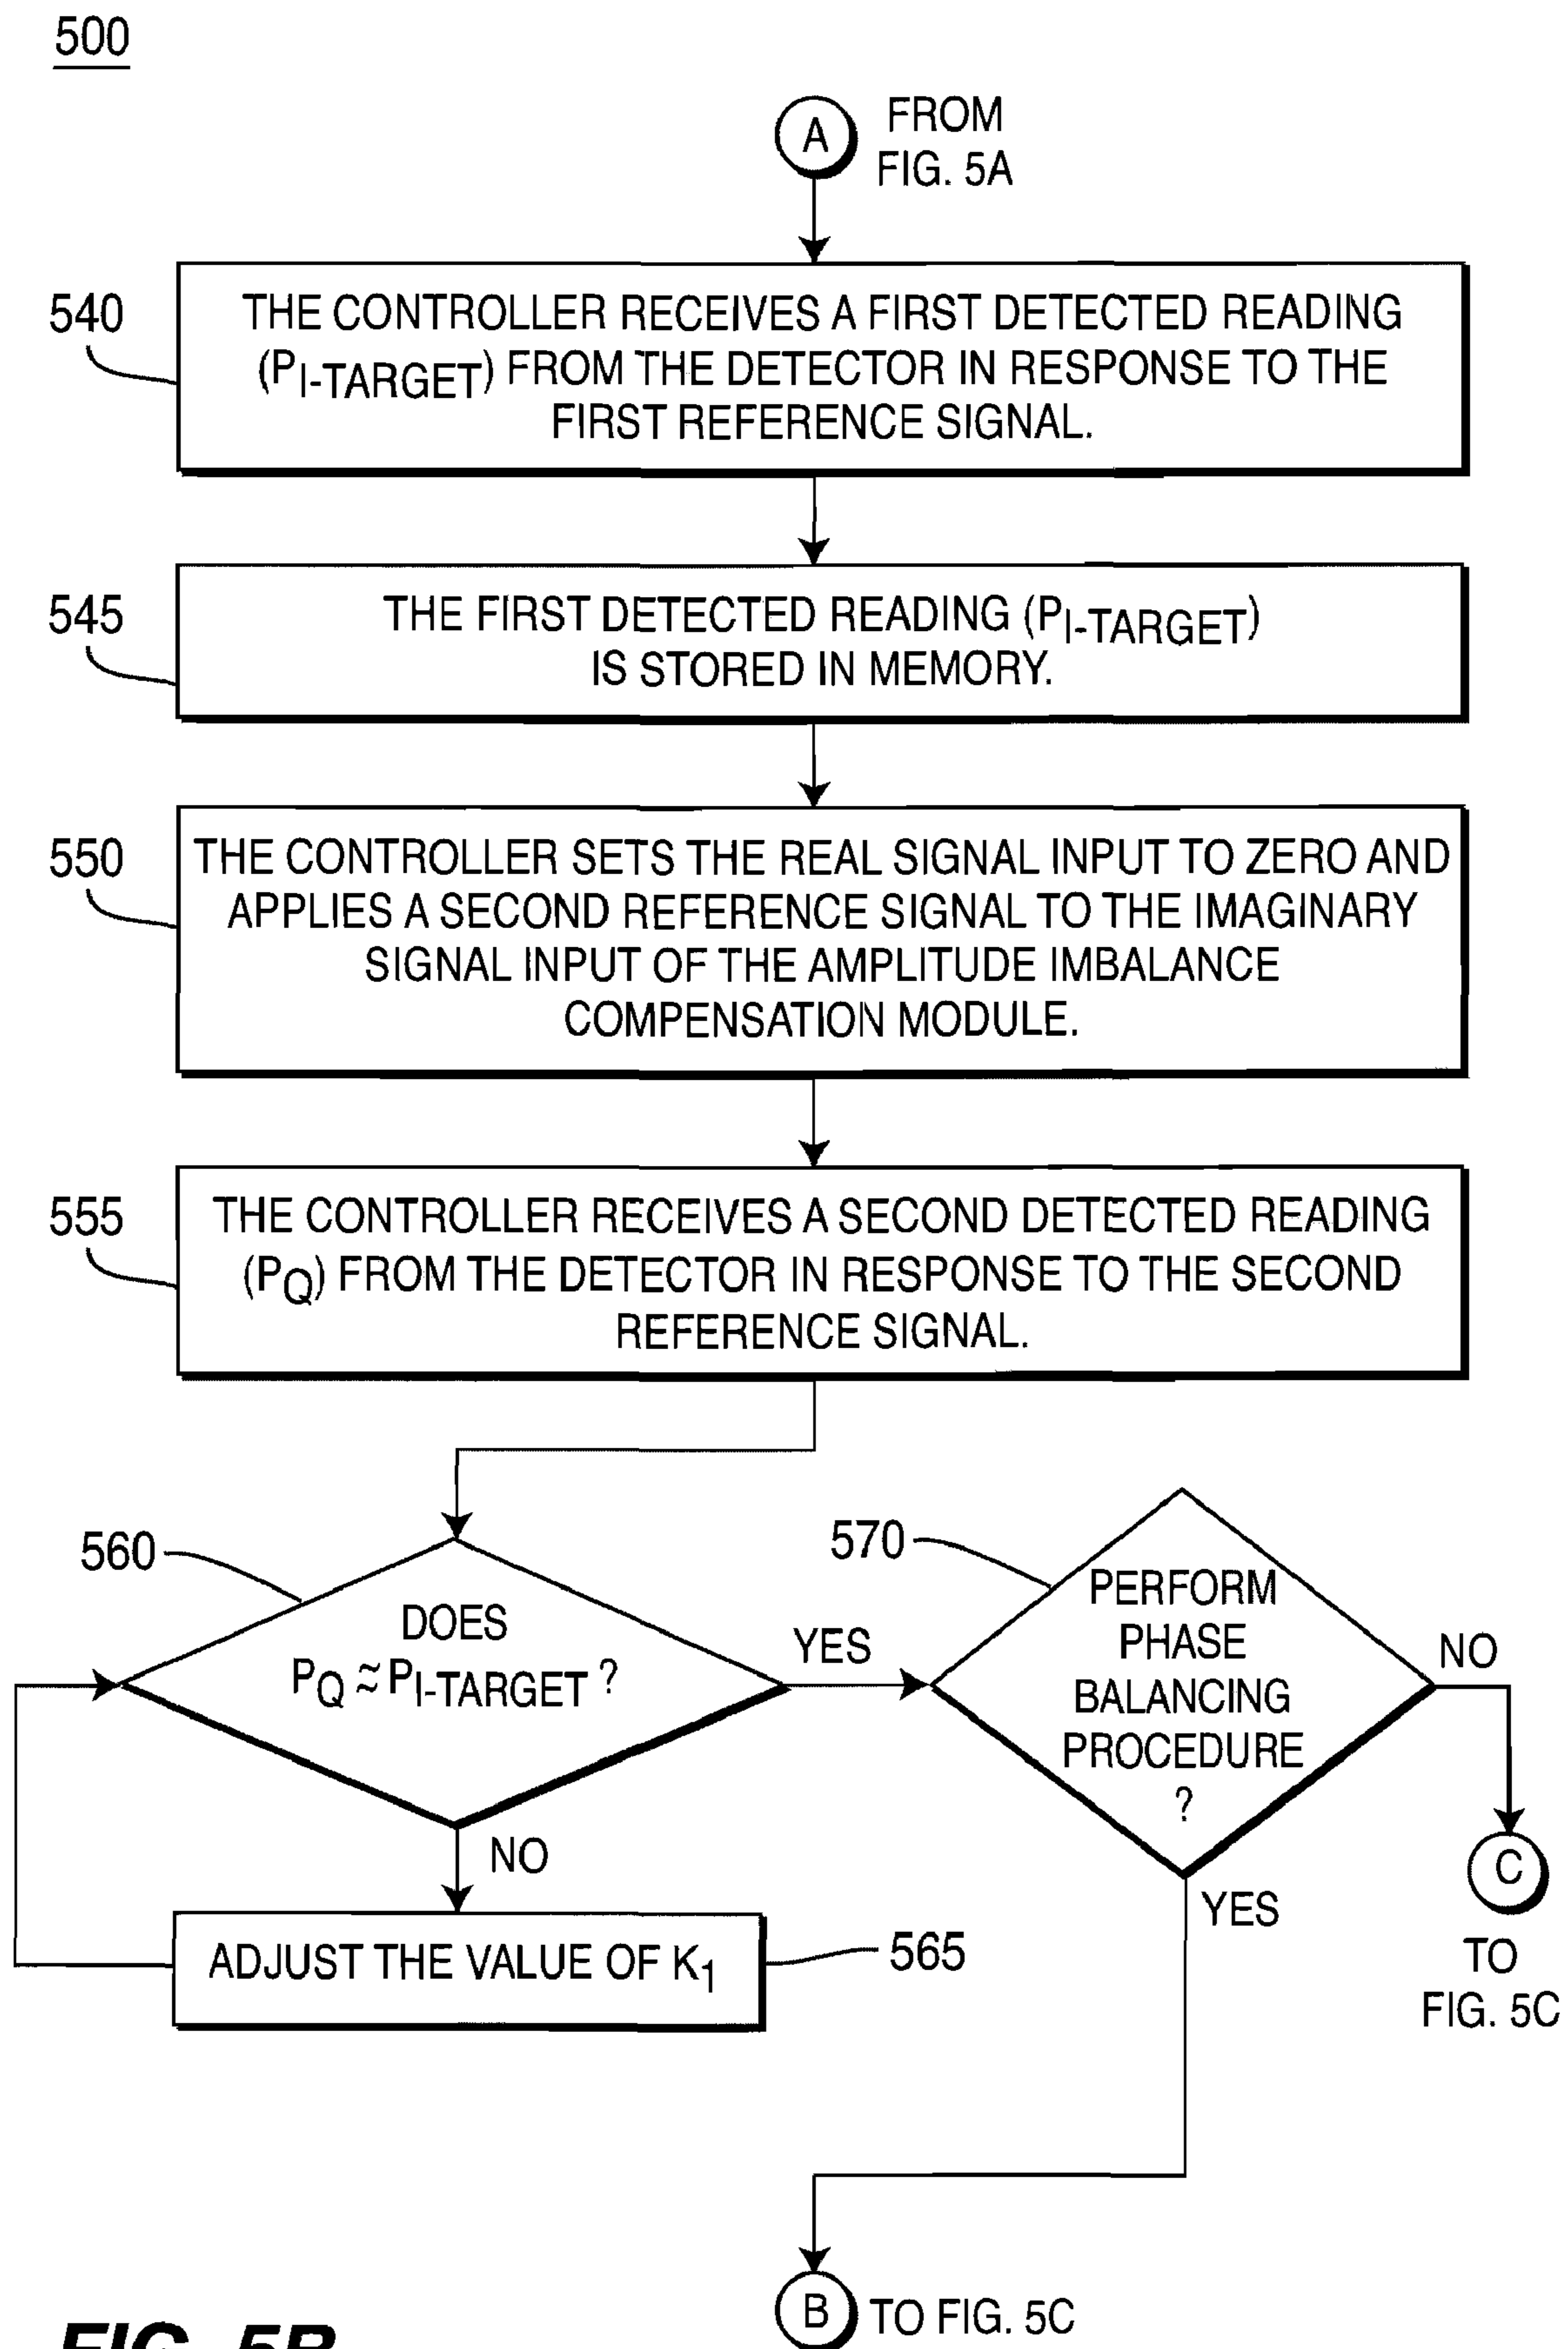 500
A
FROM
FIG. 5A
540
THE CONTROLLER RECEIVES A FIRST DETECTED READING
(PI-TARGET) FROM THE DETECTOR IN RESPONSE TO THE
FIRST REFERENCE SIGNAL.
545
THE FIRST DETECTED READING (PI-TARGET)
IS STORED IN MEMORY.
550
THE CONTROLLER SETS THE REAL SIGNAL INPUT TO ZERO AND
APPLIES A SECOND REFERENCE SIGNAL TO THE IMAGINARY
SIGNAL INPUT OF THE AMPLITUDE IMBALANCE
COMPENSATION MODULE.
555
THE CONTROLLER RECEIVES A SECOND DETECTED READING
(PQ) FROM THE DETECTOR IN RESPONSE TO THE SECOND
REFERENCE SIGNAL.
560
DOES
PQ ≈ PI-TARGET ?
YES
NO
565
ADJUST THE VALUE OF K1
570
PERFORM
PHASE
BALANCING
PROCEDURE
?
NO
C
TO
FIG. 5C
YES
B
TO FIG. 5C
FIG. 5B